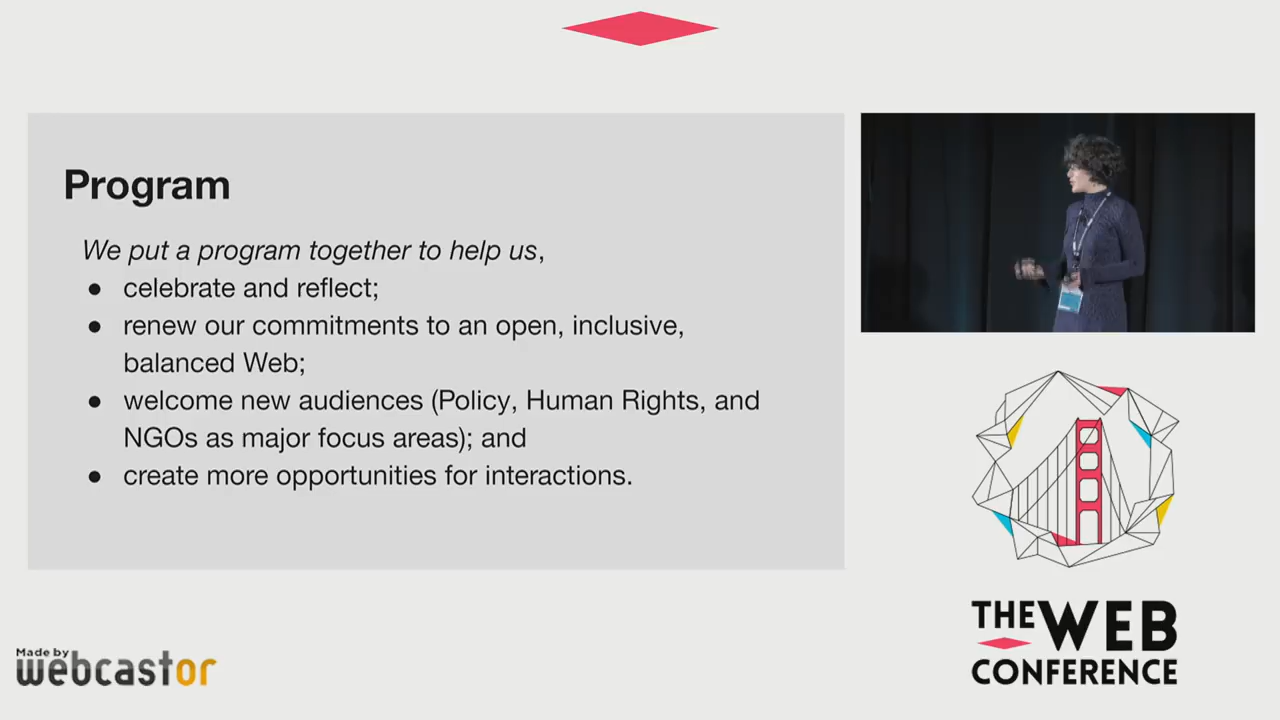 Program
We put a program together to help us,
● celebrate and reflect;
● renew our commitments to an open, inclusive,
balanced Web;
● welcome new audiences (Policy, Human Rights, and
NGOs as major focus areas); and
● create more opportunities for interactions.
THE WEB
CONFERENCE
Made by
webcastor